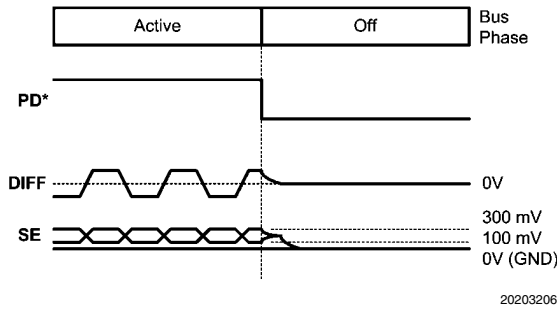 Active
Off
Bus
Phase
PD*
DIFF
0V
SE
300 mV
100 mV
0V (GND)
20203206